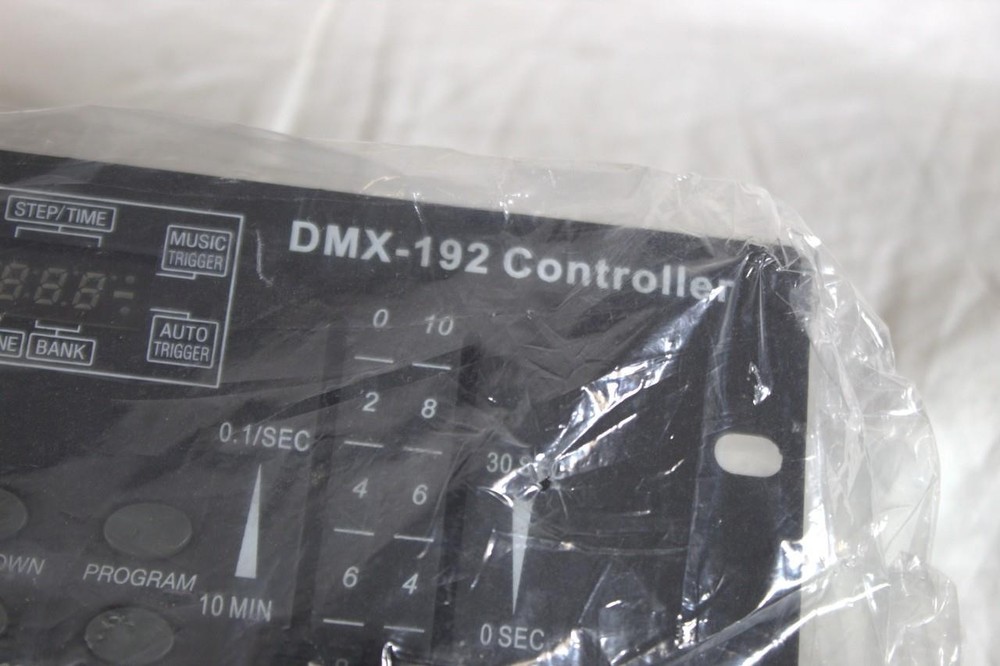 STEP/TIME
MUSIC
TRIGGER
DMX-192 Controller
AUTO
TRIGGER
BANK
0 10
2 8
0.1/SEC
4 6
6 4
PROGRAM
10 MIN
0 SEC